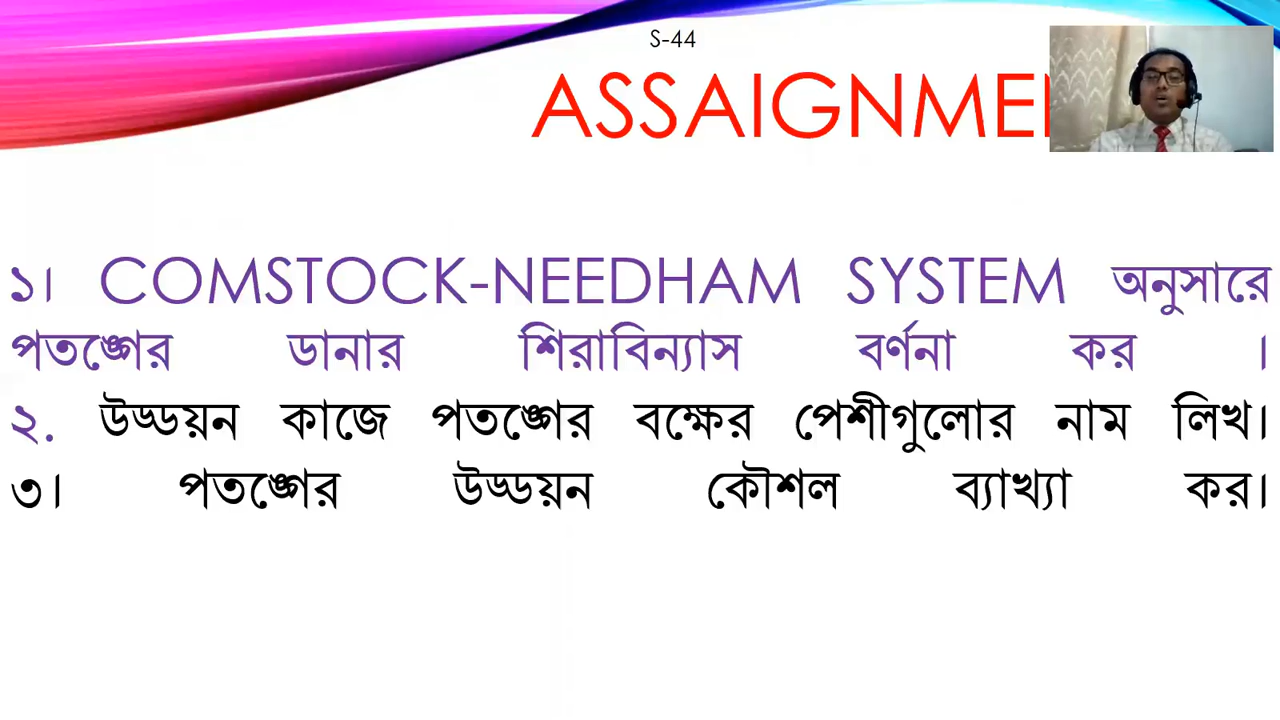 S-44
ASSAIGNME
১। COMSTOCK-NEEDHAM SYSTEM অনুসারে
পতঙ্গের ডানার শিরাবিন্যাস বর্ণনা কর ।
২. উড্ডয়ন কাজে পতঙ্গের বক্ষের পেশীগুলোর নাম লিখ।
৩। পতঙ্গের উড্ডয়ন কৌশল ব্যাখ্যা কর।